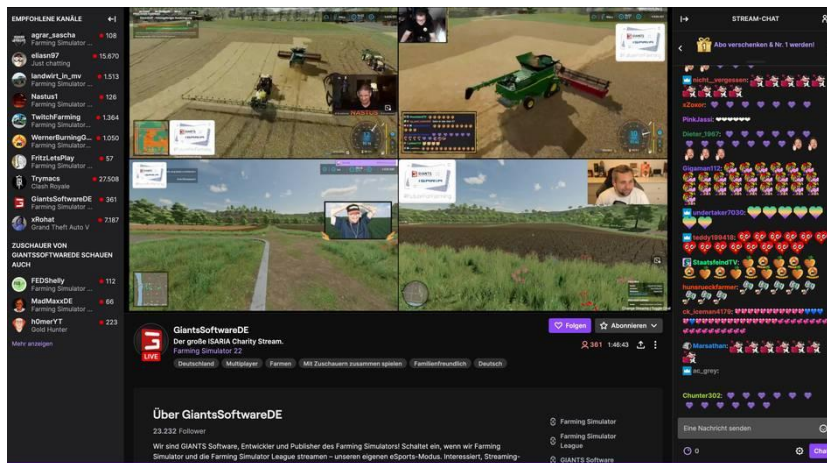 EMPFOHLENE KANÄLE
agrar_sascha 108
Farming Simulator ...
eliasn97 15.670
Just chatting
landwirt_in_mv 1.513
Farming Simulator ...
Nastus1 126
Farming Simulator ...
TwitchFarming 1.364
Farming Simulator ...
WernerBurningG... 1.050
Farming Simulator ...
FritzLetsPlay 57
Farming Simulator ...
Trymacs 27.508
Clash Royale
GiantsSoftwareDE 361
Farming Simulator ...
xRohat 7.187
Grand Theft Auto V
ZUSCHAUER VON
GIANTSSOFTWAREDE SCHAUEN
AUCH
FEDShelly 112
Farming Simulator ...
MadMaxxDE 66
Farming Simulator ...
h0merYT 223
Gold Hunter
Mehr anzeigen
NASTUS
GIANTS
LIVE
GiantsSoftwareDE
Der große ISARIA Charity Stream.
Farming Simulator 22
Deutschland Multiplayer Farmen Mit Zuschauern zusammen spielen Familienfreundlich Deutsch
Folgen Abonnieren
361 1:46:43
Über GiantsSoftwareDE
23.232 Follower
Wir sind GIANTS Software, Entwickler und Publisher des Farming Simulators! Schaltet ein, wenn wir Farming
Simulator und die Farming Simulator League streamen – unseren eigenen eSports-Modus. Interessiert, Streaming-
Farming Simulator
Farming Simulator
League
GIANTS Software
STREAM-CHAT
Abo verschenken & Nr. 1 werden!
nicht_vergessen:
xZoxor:
PinkJassi:
Dieter_1967:
Gigaman112:
undertaker7030:
teddy199418:
StaatsfeindTV:
hunsrueckfarmer:
ck_iceman4179:
Marsathan:
ac_grey:
Chunter302:
Eine Nachricht senden
0
Chat